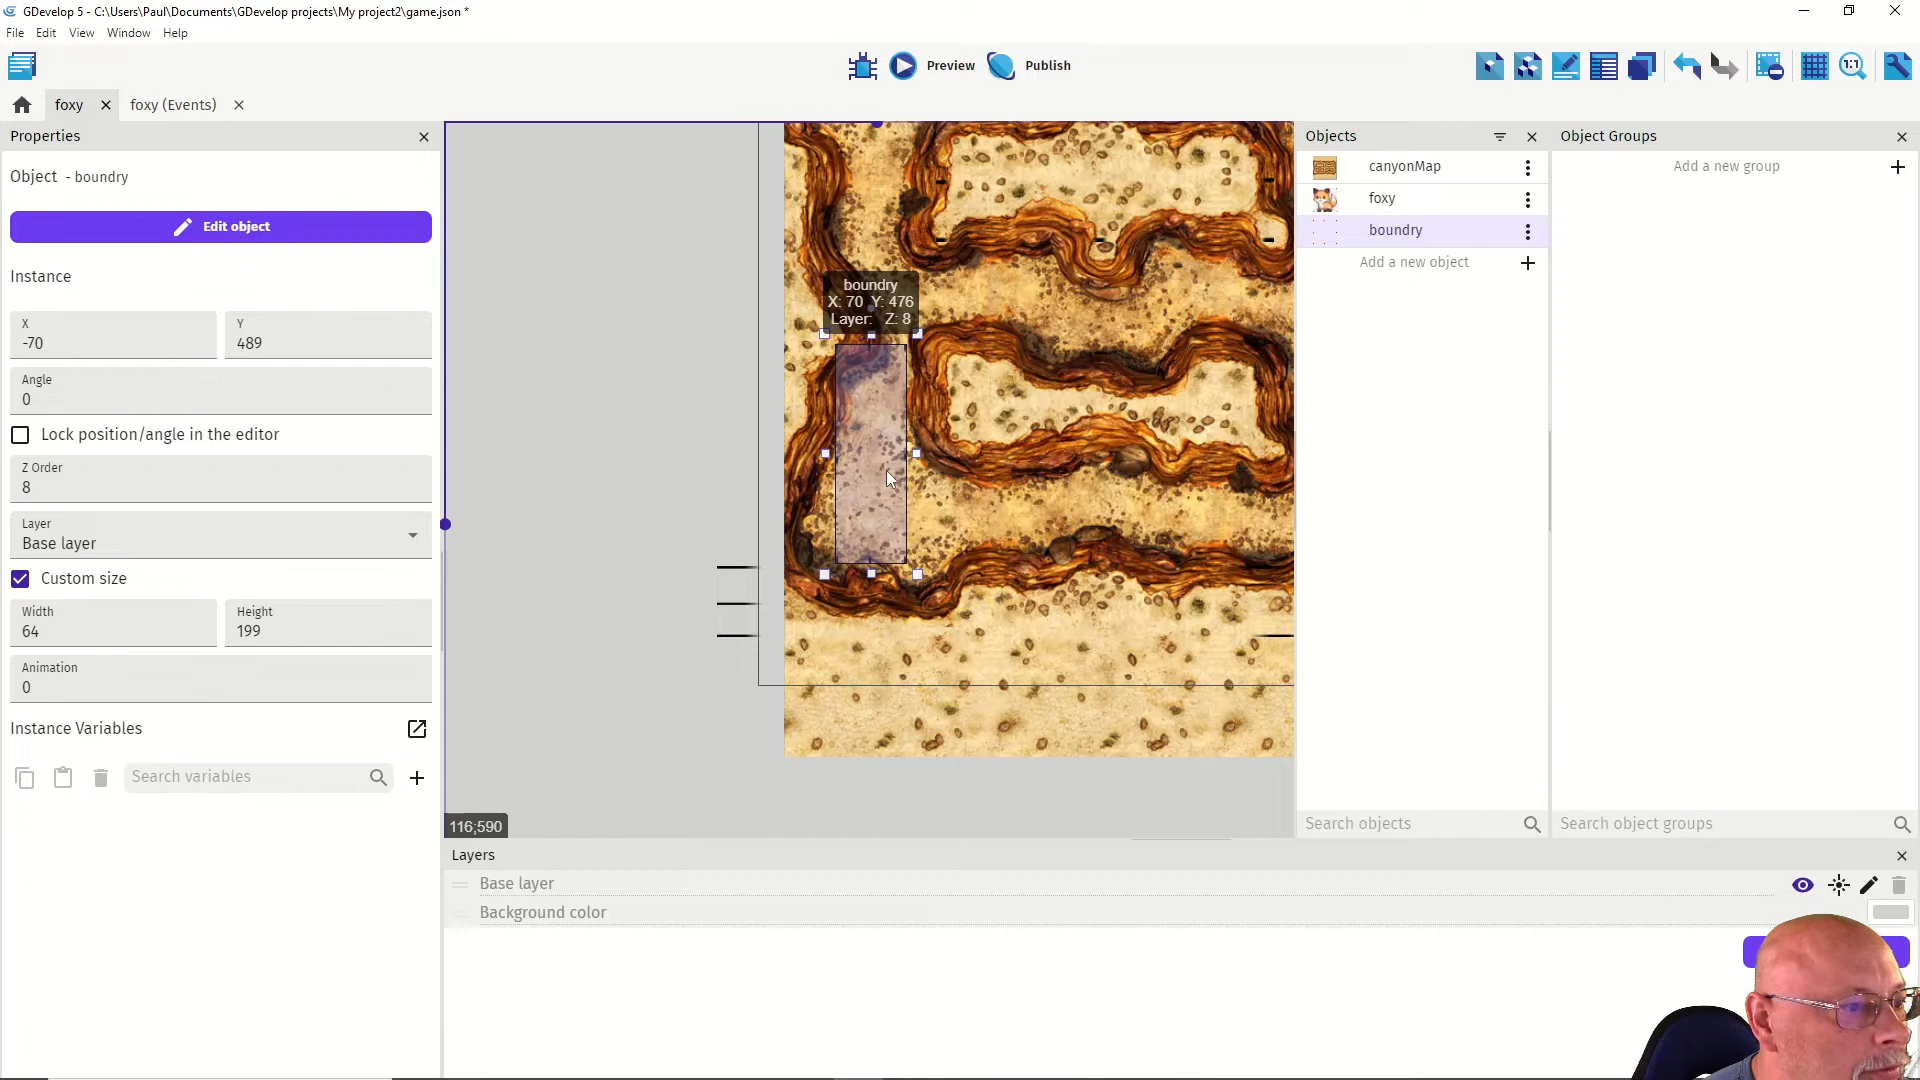 GDevelop 5 - C:\Users\Paul\Documents\GDevelop projects\My project2\game.json *
File Edit View Window Help
Preview Publish
1:1
foxy foxy (Events)
Properties
Object - boundry
Edit object
Instance
X
-70
Y
489
Angle
0
Lock position/angle in the editor
Z Order
8
Layer
Base layer
Custom size
Width
64
Height
199
Animation
0
Instance Variables
Search variables
boundry
X: 70 Y: 476
Layer: Z: 8
116;590
Objects
canyonMap
foxy
boundry
Add a new object
Search objects
Object Groups
Add a new group
Search object groups
Layers
Base layer
Background color